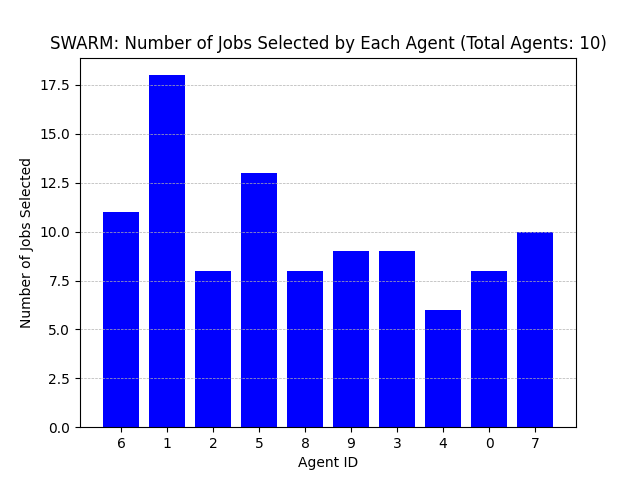 SWARM: Number of Jobs Selected by Each Agent (Total Agents: 10)
17.5
15.0
12.5
10.0
7.5
5.0
2.5
0.0
Number of Jobs Selected
6 1 2 5 8 9 3 4 0 7
Agent ID